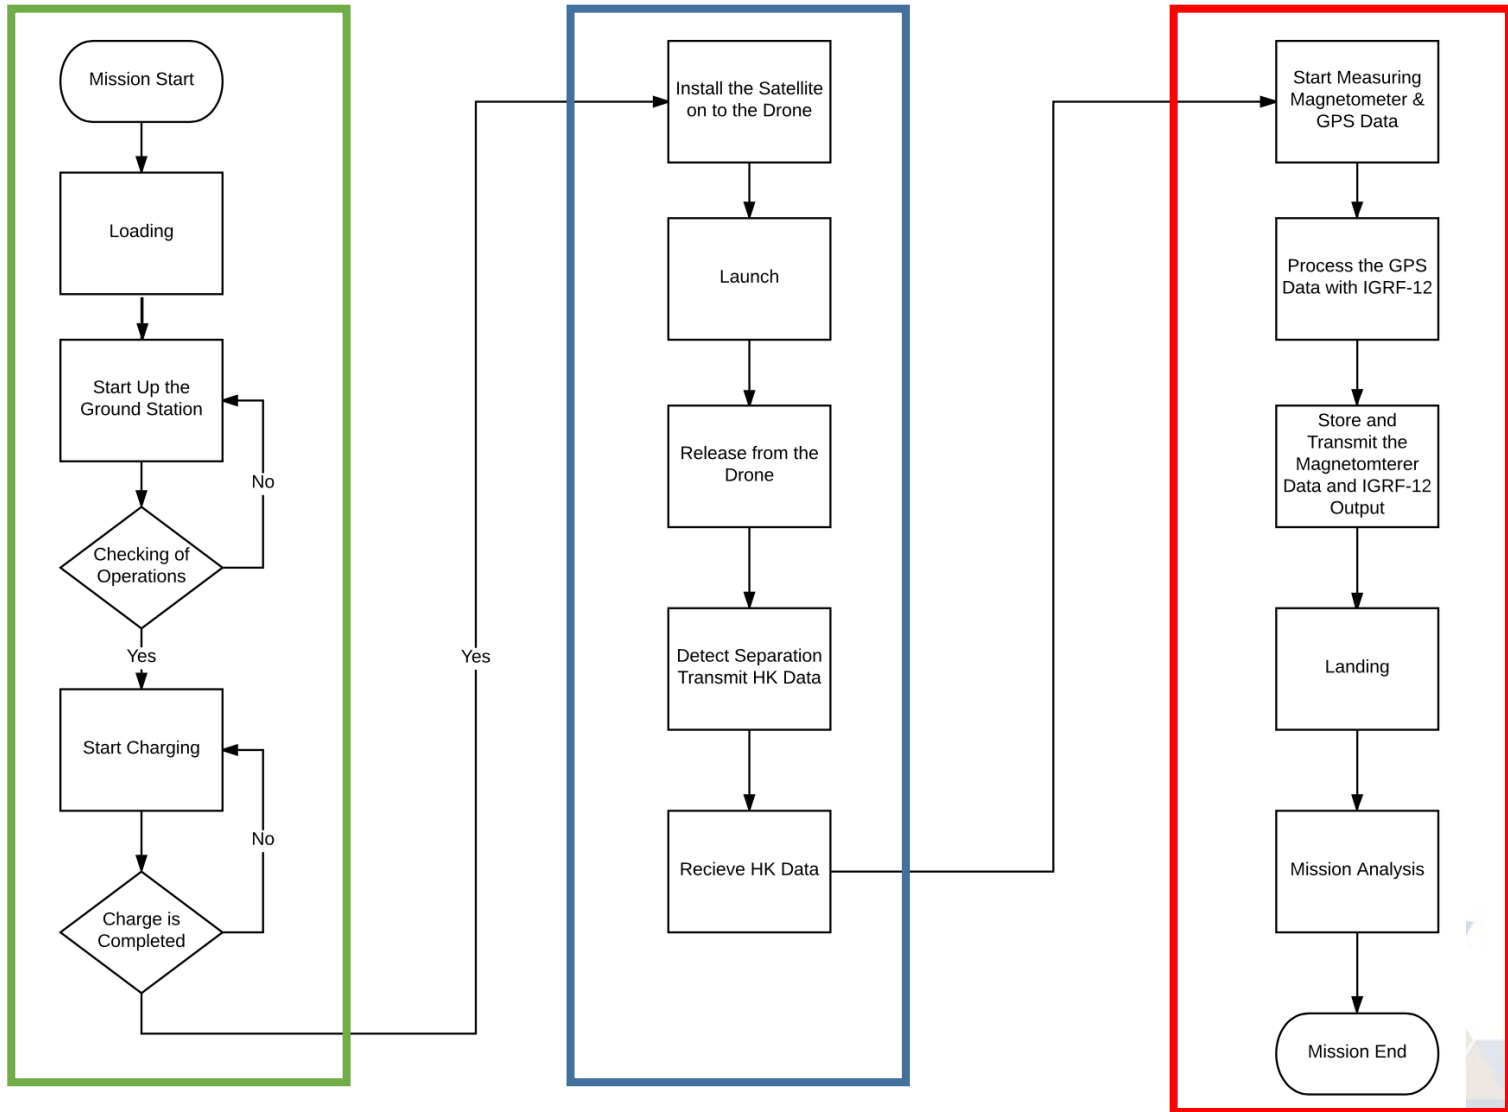 Mission Start
Loading
Start Up the
Ground Station
No
Checking of
Operations
Yes
Start Charging
No
Charge is
Completed
Yes
Install the Satellite
on to the Drone
Launch
Release from the
Drone
Detect Separation
Transmit HK Data
Recieve HK Data
Start Measuring
Magnetometer &
GPS Data
Process the GPS
Data with IGRF-12
Store and
Transmit the
Magnetomterer
Data and IGRF-12
Output
Landing
Mission Analysis
Mission End